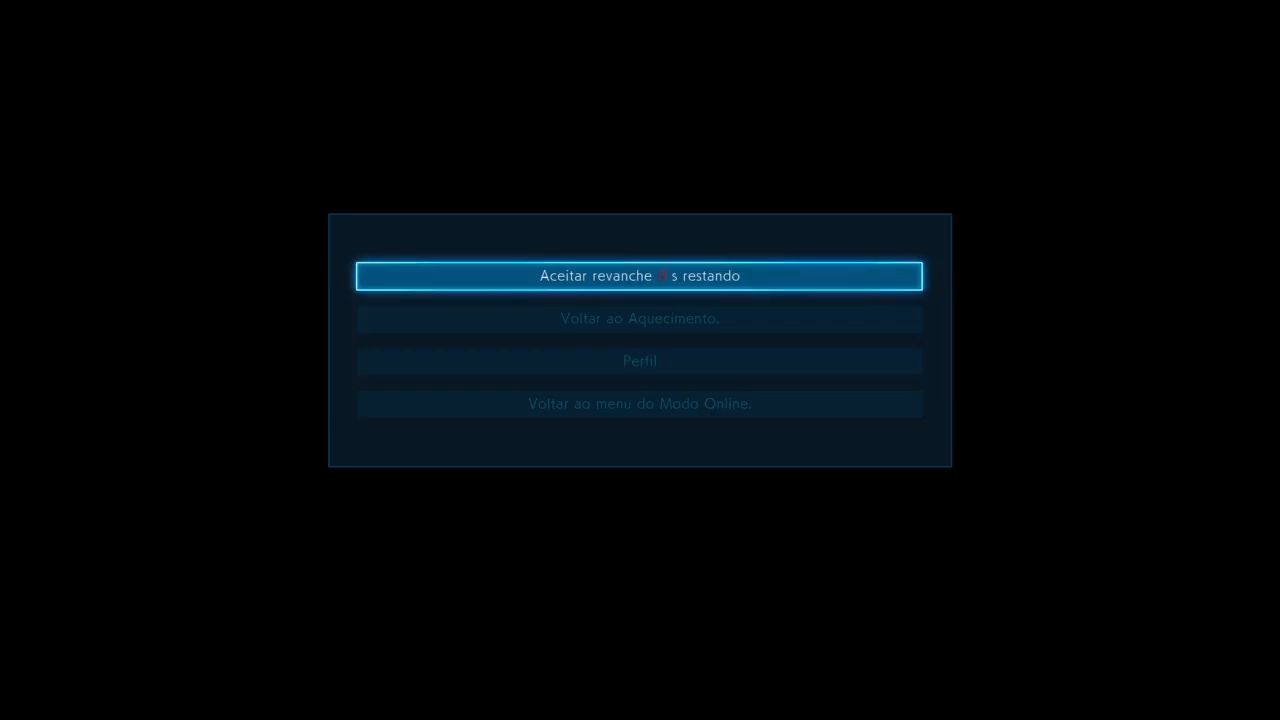 Aceitar revanche s restando
Voltar ao Aquecimento.
Perfil
Voltar ao menu do Modo Online.